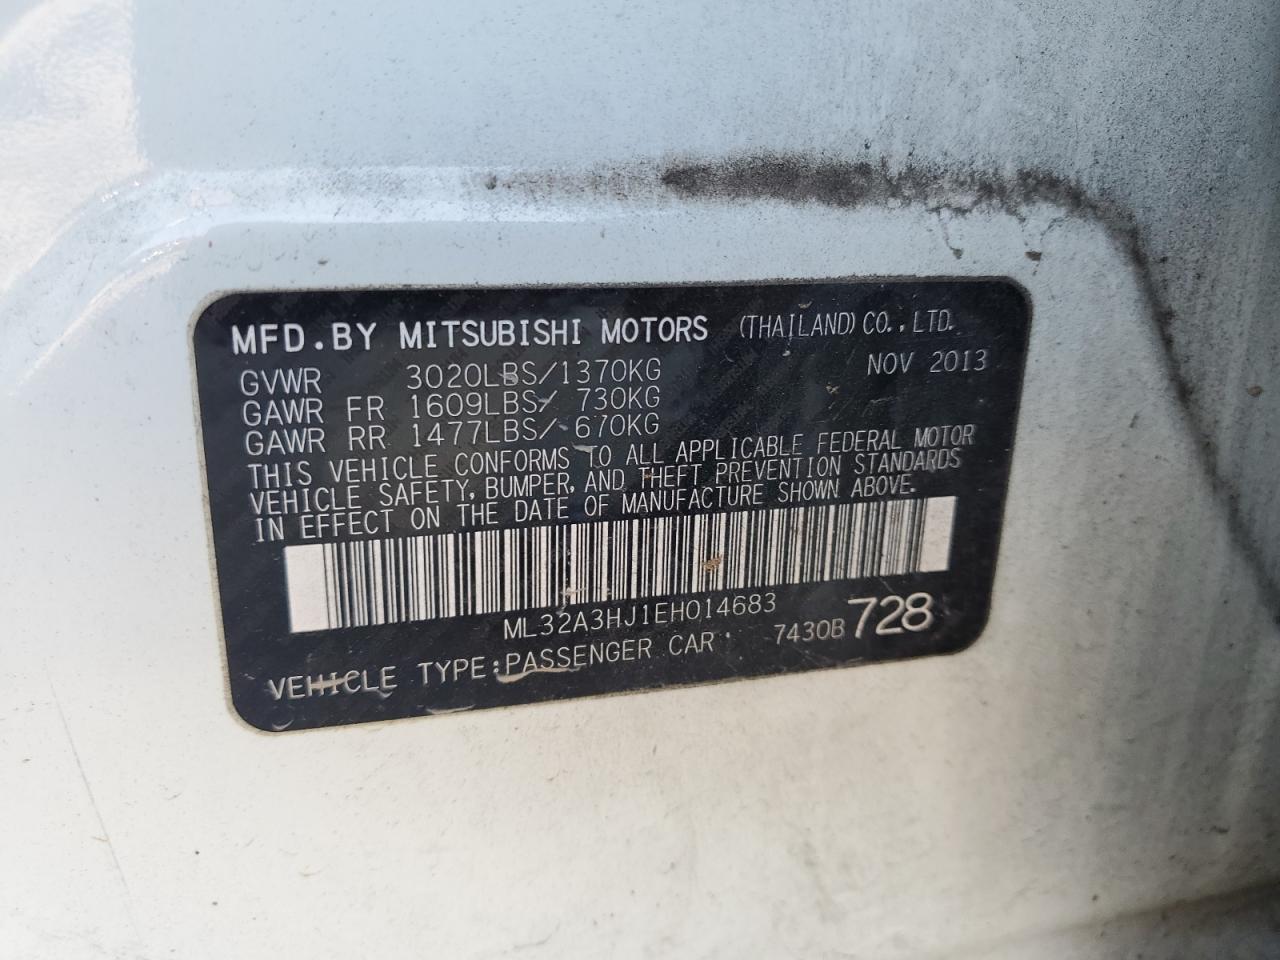 MFD.BY MITSUBISHI MOTORS (THAILAND) CO.,LTD.
GVWR 3020LBS/1370KG NOV 2013
GAWR FR 1609LBS/ 730KG
GAWR RR 1477LBS/ 670KG
THIS VEHICLE CONFORMS TO ALL APPLICABLE FEDERAL MOTOR
VEHICLE SAFETY, BUMPER, AND THEFT PREVENTION STANDARDS
IN EFFECT ON THE DATE OF MANUFACTURE SHOWN ABOVE.
ML32A3HJ1EH014683
VEHICLE TYPE:PASSENGER CAR 7430B 728